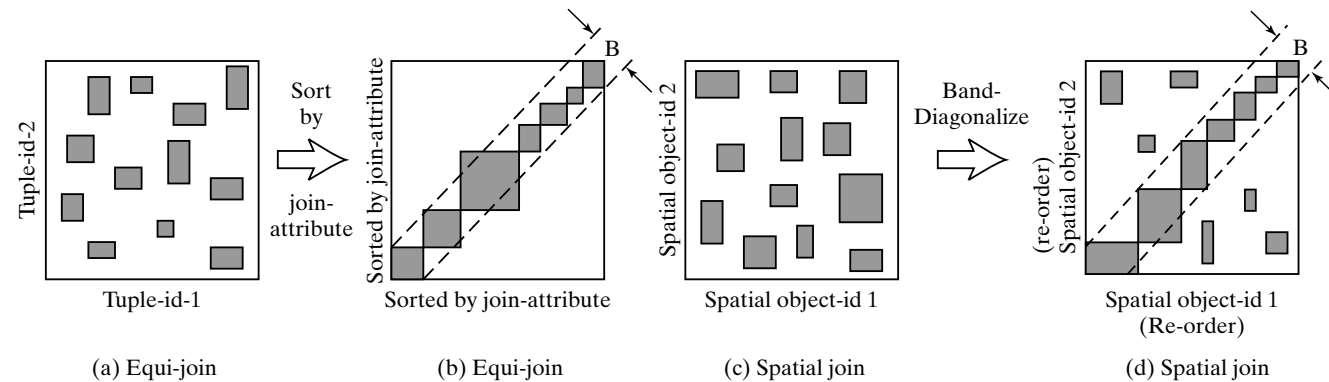 Tuple-id-2
Tuple-id-1
(a) Equi-join
Sort
by
join-
attribute
Sorted by join-attribute
B
Sorted by join-attribute
(b) Equi-join
Spatial object-id 2
Spatial object-id 1
(c) Spatial join
Band-
Diagonalize
(re-order)
Spatial object-id 2
B
Spatial object-id 1
(Re-order)
(d) Spatial join